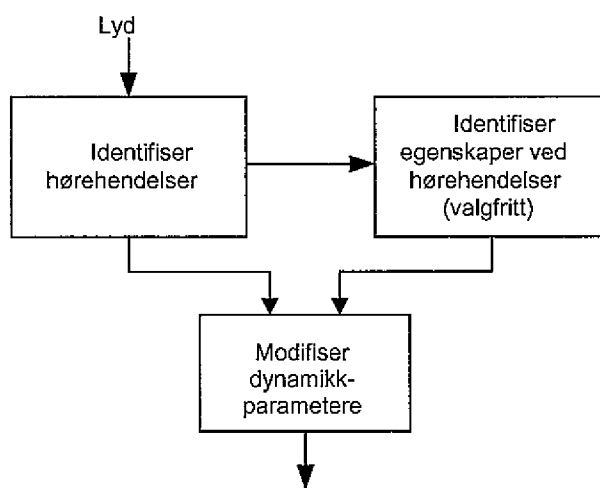 Lyd
Identifiser
hørehendelser
Identifiser
egenskaper ved
hørehendelser
(valgfritt)
Modifiser
dynamikk-
parametere